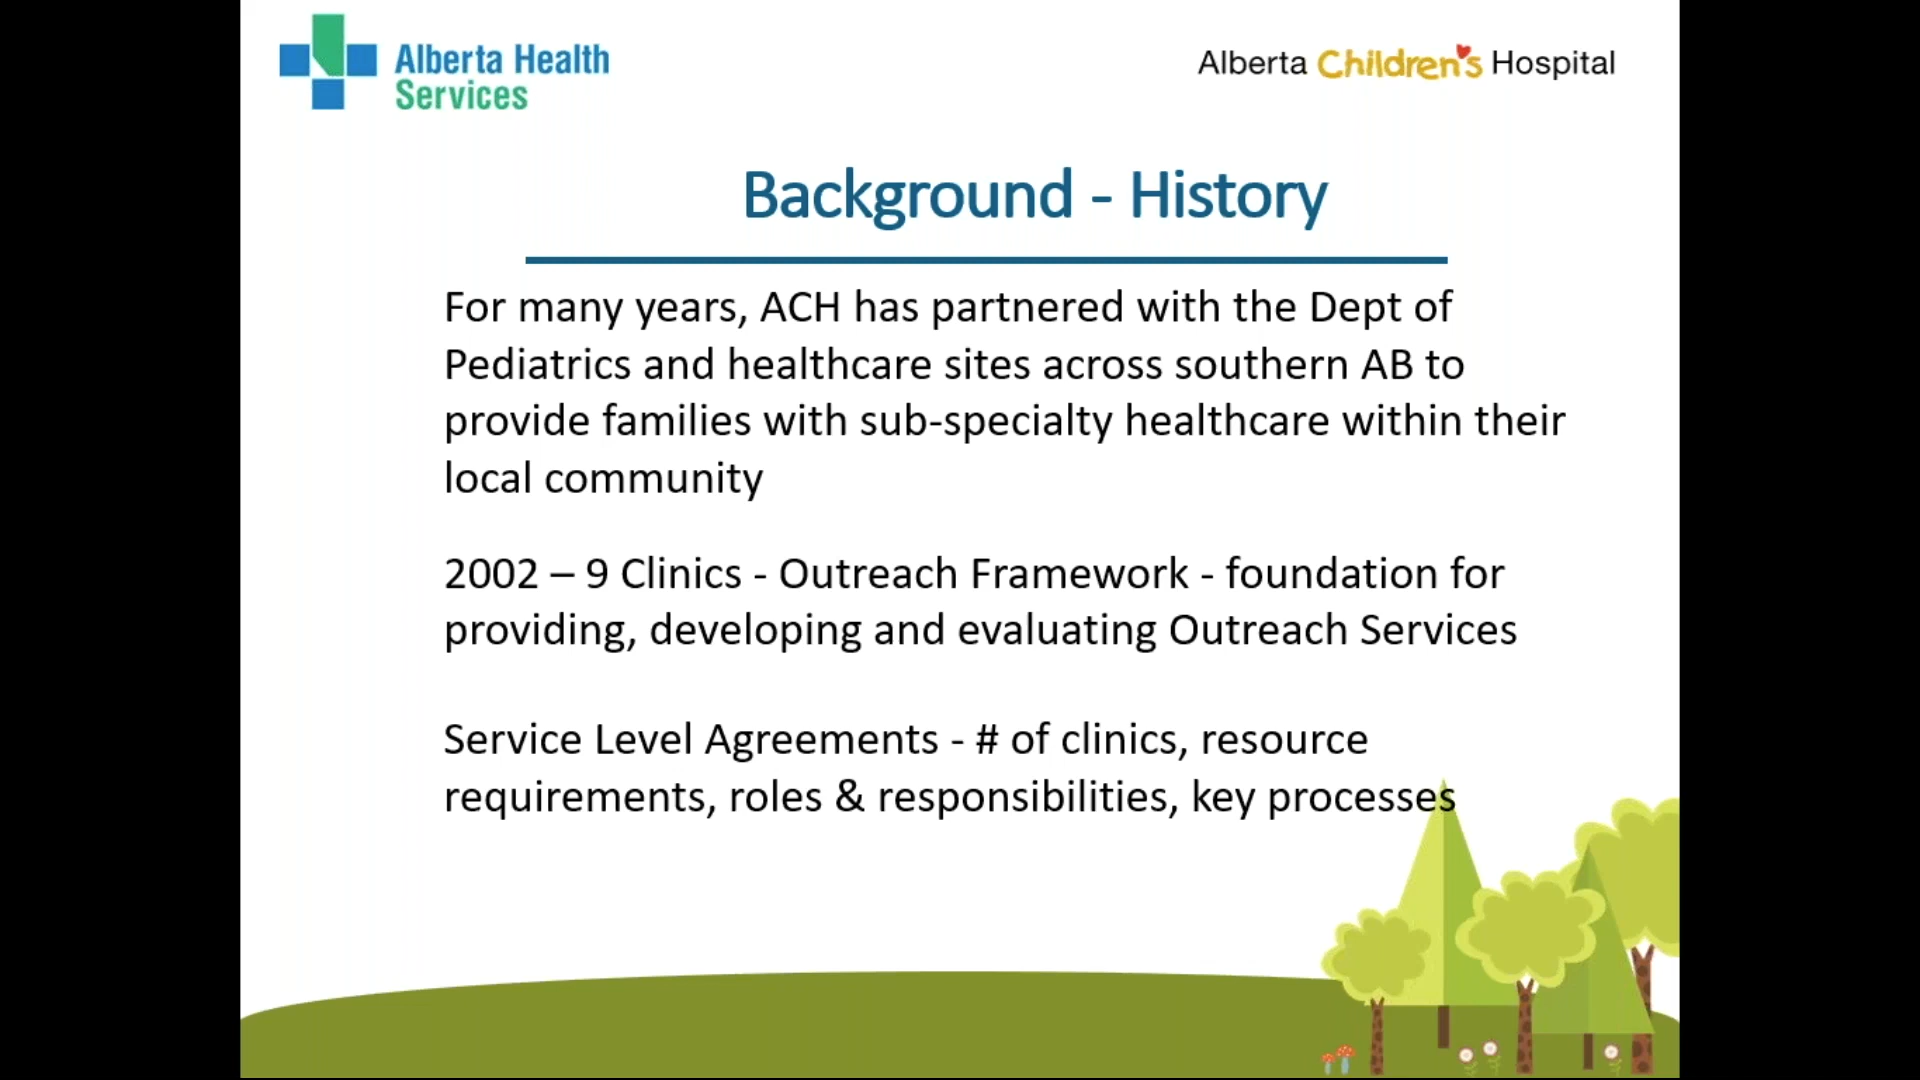 Alberta Health
Services
Alberta Children's Hospital
Background - History
For many years, ACH has partnered with the Dept of
Pediatrics and healthcare sites across southern AB to
provide families with sub-specialty healthcare within their
local community
2002 – 9 Clinics - Outreach Framework - foundation for
providing, developing and evaluating Outreach Services
Service Level Agreements - # of clinics, resource
requirements, roles & responsibilities, key processes